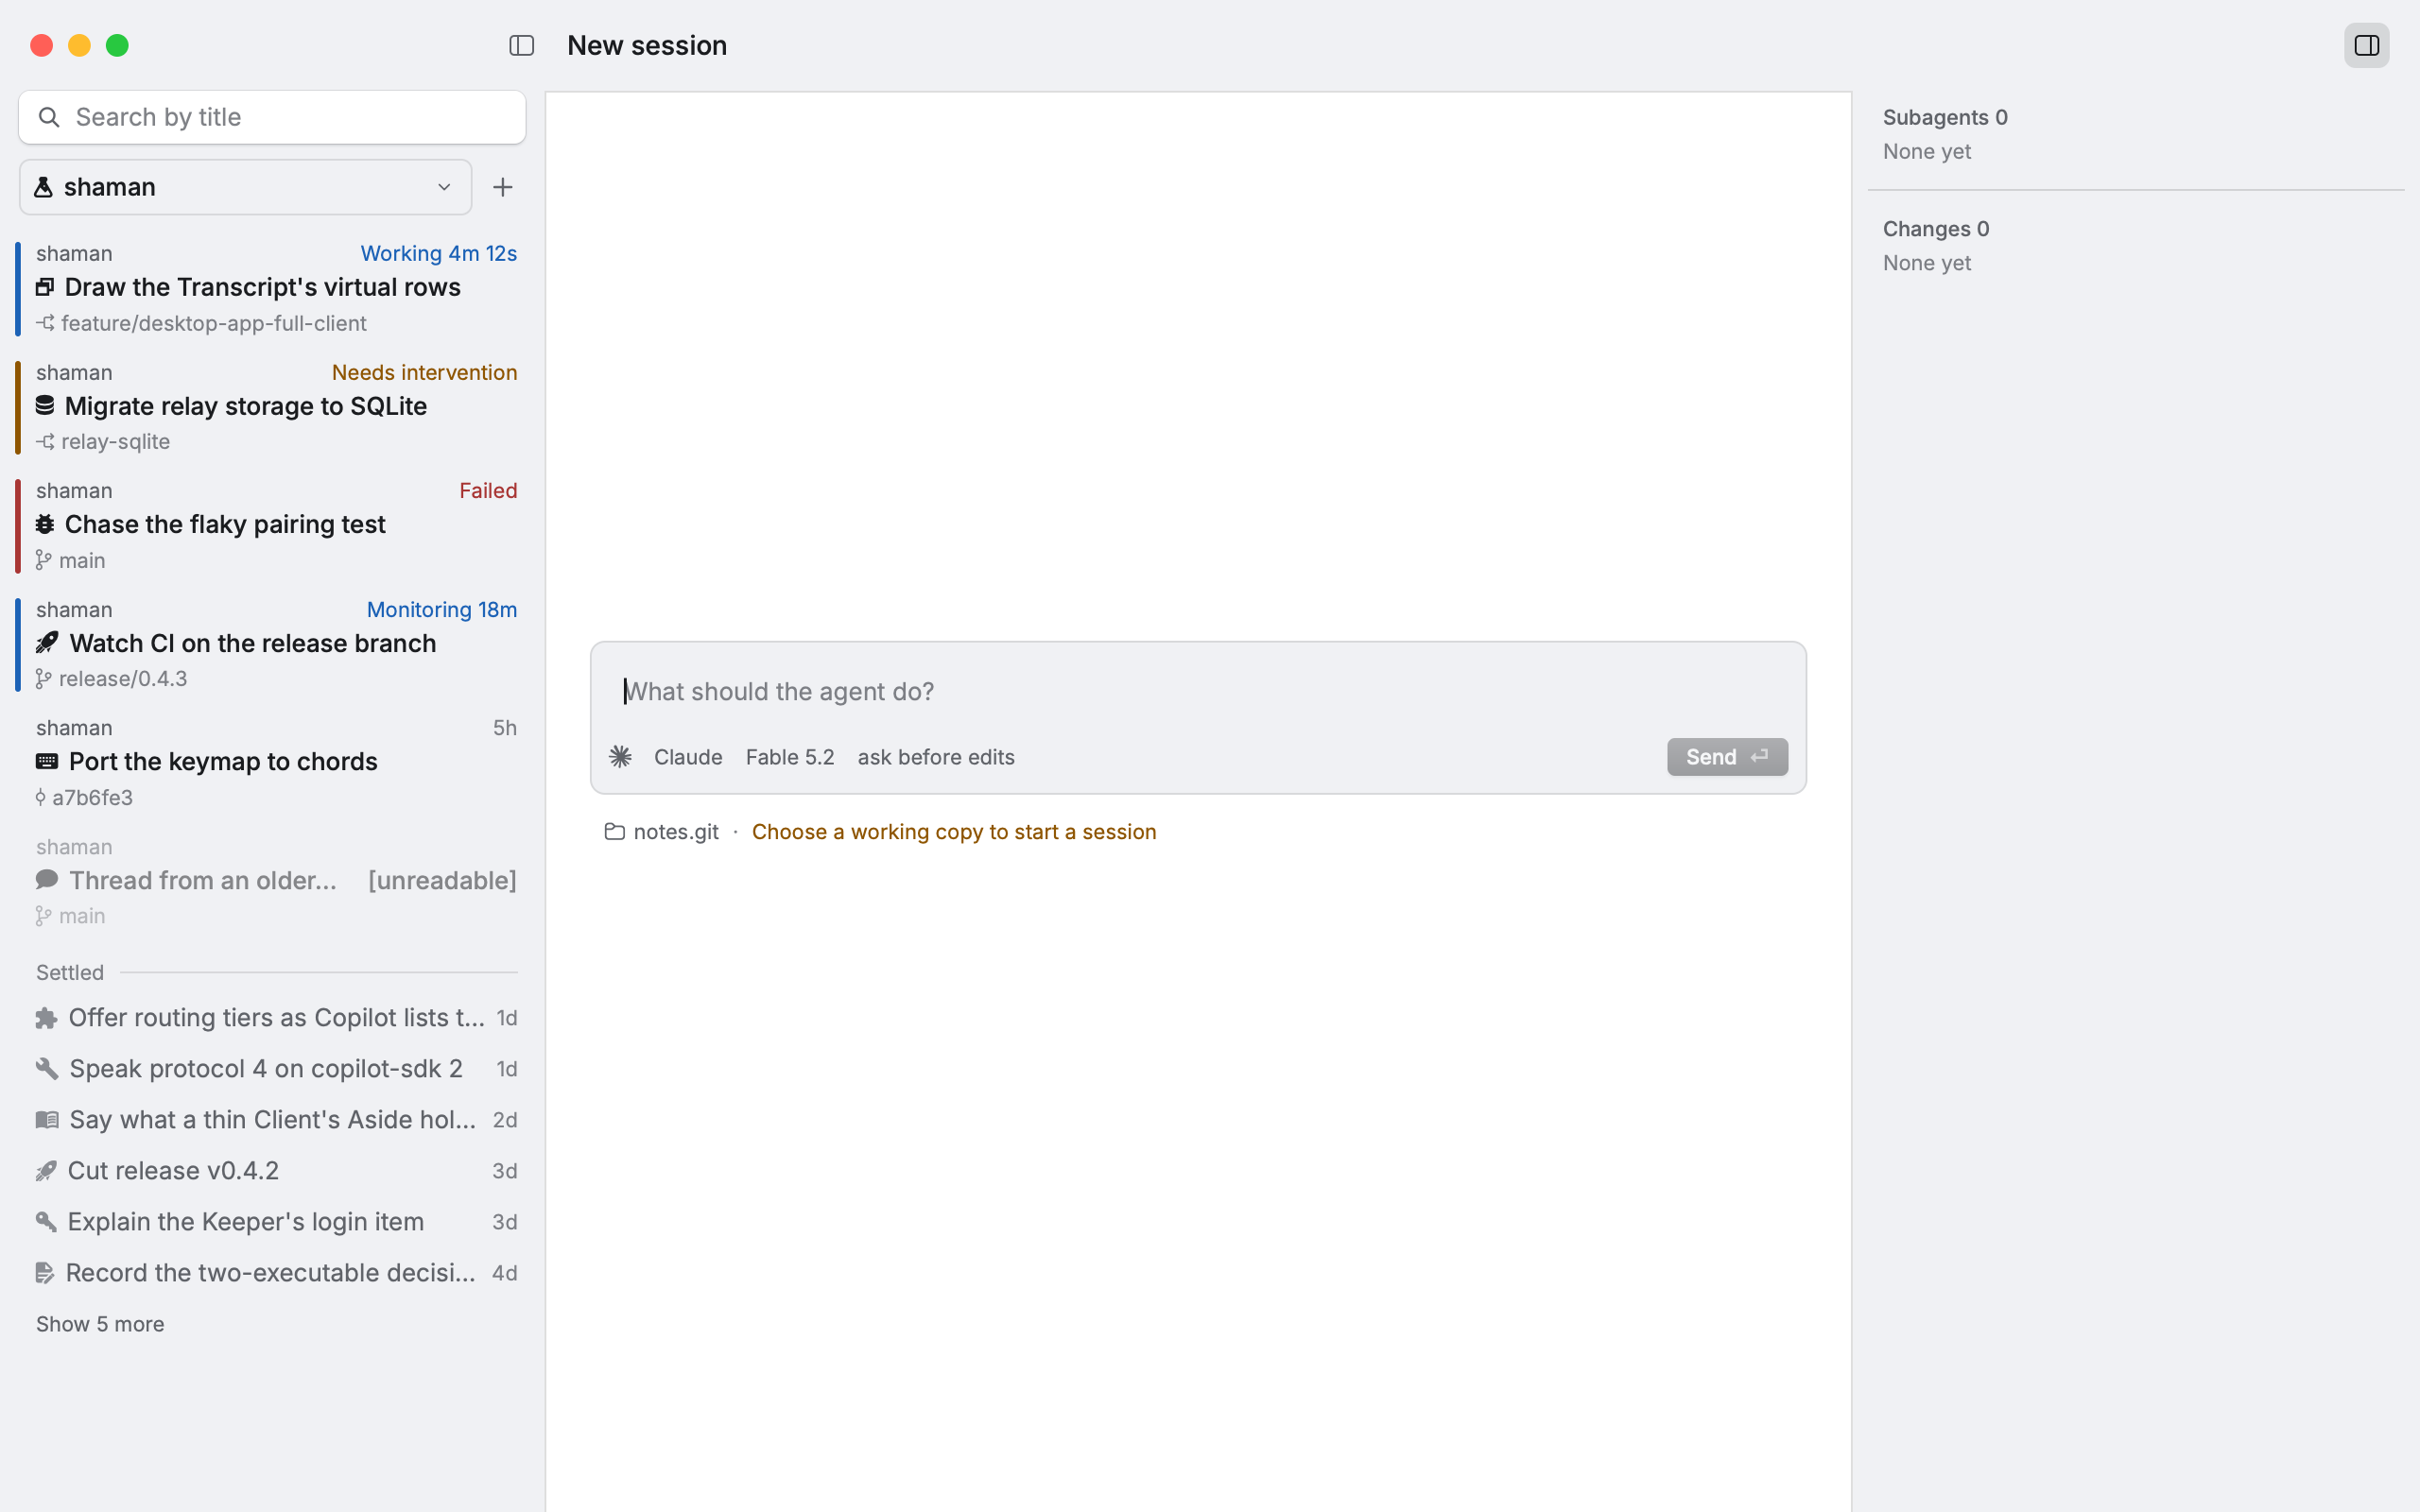 New session
Search by title
shaman
shaman Working 4m 12s
Draw the Transcript's virtual rows
feature/desktop-app-full-client
shaman Needs intervention
Migrate relay storage to SQLite
relay-sqlite
shaman Failed
Chase the flaky pairing test
main
shaman Monitoring 18m
Watch CI on the release branch
release/0.4.3
shaman 5h
Port the keymap to chords
a7b6fe3
shaman
Thread from an older... [unreadable]
main
Settled
Offer routing tiers as Copilot lists t... 1d
Speak protocol 4 on copilot-sdk 2 1d
Say what a thin Client's Aside hol... 2d
Cut release v0.4.2 3d
Explain the Keeper's login item 3d
Record the two-executable decisi... 4d
Show 5 more
What should the agent do?
Claude Fable 5.2 ask before edits Send
notes.git · Choose a working copy to start a session
Subagents 0
None yet
Changes 0
None yet